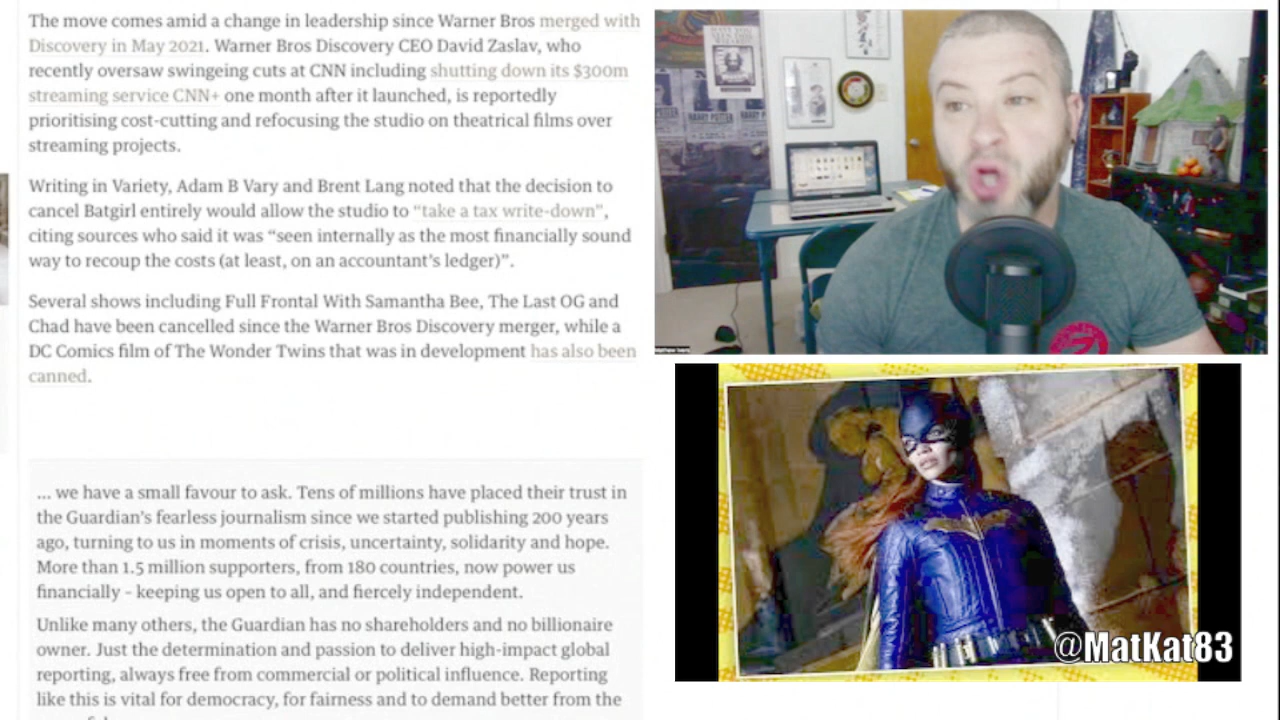 The move comes amid a change in leadership since Warner Bros merged with
Discovery in May 2021. Warner Bros Discovery CEO David Zaslav, who
recently oversaw swingeing cuts at CNN including shutting down its $300m
streaming service CNN+ one month after it launched, is reportedly
prioritising cost-cutting and refocusing the studio on theatrical films over
streaming projects.
Writing in Variety, Adam B Vary and Brent Lang noted that the decision to
cancel Batgirl entirely would allow the studio to “take a tax write-down”,
citing sources who said it was “seen internally as the most financially sound
way to recoup the costs (at least, on an accountant’s ledger)”.
Several shows including Full Frontal With Samantha Bee, The Last OG and
Chad have been cancelled since the Warner Bros Discovery merger, while a
DC Comics film of The Wonder Twins that was in development has also been
canned.
... we have a small favour to ask. Tens of millions have placed their trust in
the Guardian’s fearless journalism since we started publishing 200 years
ago, turning to us in moments of crisis, uncertainty, solidarity and hope.
More than 1.5 million supporters, from 180 countries, now power us
financially – keeping us open to all, and fiercely independent.
Unlike many others, the Guardian has no shareholders and no billionaire
owner. Just the determination and passion to deliver high-impact global
reporting, always free from commercial or political influence. Reporting
like this is vital for democracy, for fairness and to demand better from the
HARRY POTTER
@MatKat83